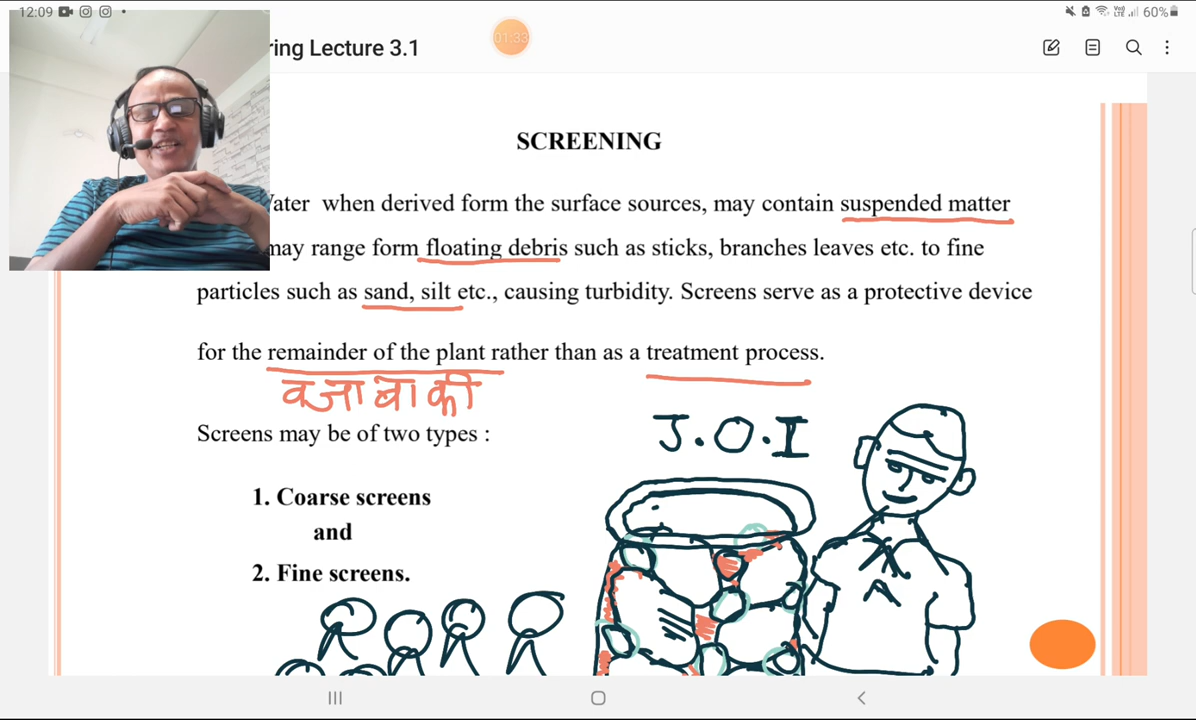 12:09
60%
01:33
ring Lecture 3.1
SCREENING
Water when derived form the surface sources, may contain suspended matter
may range form floating debris such as sticks, branches leaves etc. to fine
particles such as sand, silt etc., causing turbidity. Screens serve as a protective device
for the remainder of the plant rather than as a treatment process.
वजा बाकी
Screens may be of two types :
J.O.I
1. Coarse screens
and
2. Fine screens.